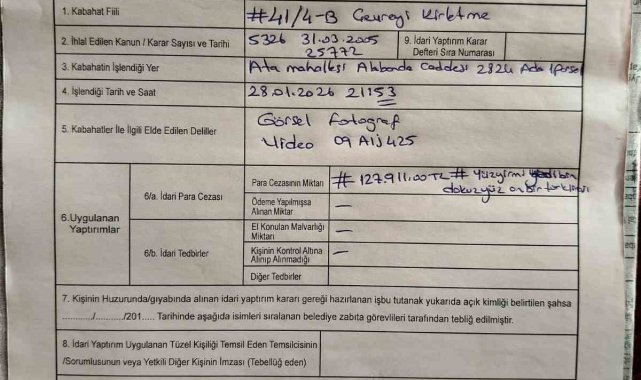 1. Kabahat Fiili
#41/4-B Çevreyi Kirletme
2. İhlal Edilen Kanun / Karar Sayısı ve Tarihi
5326 31.03.2005
25772
9. İdari Yaptırım Karar
Defteri Sıra Numarası
3. Kabahatin İşlendiği Yer
Ata mahallesi Alabanda Caddesi 2824 Ada
4. İşlendiği Tarih ve Saat
28.01.2026 21:53
5. Kabahatler İle İlgili Elde Edilen Deliller
Görsel Fotoğraf
Video 09 AIJ 425
6.Uygulanan
Yaptırımlar
6/a. İdari Para Cezası
Para Cezasının Miktarı
# 127.911.00 TL # yüzyirmi yedibin
dokuzyüz on bir türklirası
Ödeme Yapılmışsa
Alınan Miktar
—
6/b. İdari Tedbirler
El Konulan Malvarlığı
Miktarı
—
Kişinin Kontrol Altına
Alınıp Alınmadığı
—
Diğer Tedbirler
7. Kişinin Huzurunda/gıyabında alınan idari yaptırım kararı gereği hazırlanan işbu tutanak yukarıda açık kimliği belirtilen şahsa
........../........../201..... Tarihinde aşağıda isimleri sıralanan belediye zabıta görevlileri tarafından tebliğ edilmiştir.
8. İdari Yaptırım Uygulanan Tüzel Kişiliği Temsil Eden Temsilcisinin
/Sorumlusunun veya Yetkili Diğer Kişinin İmzası (Tebellüğ eden)